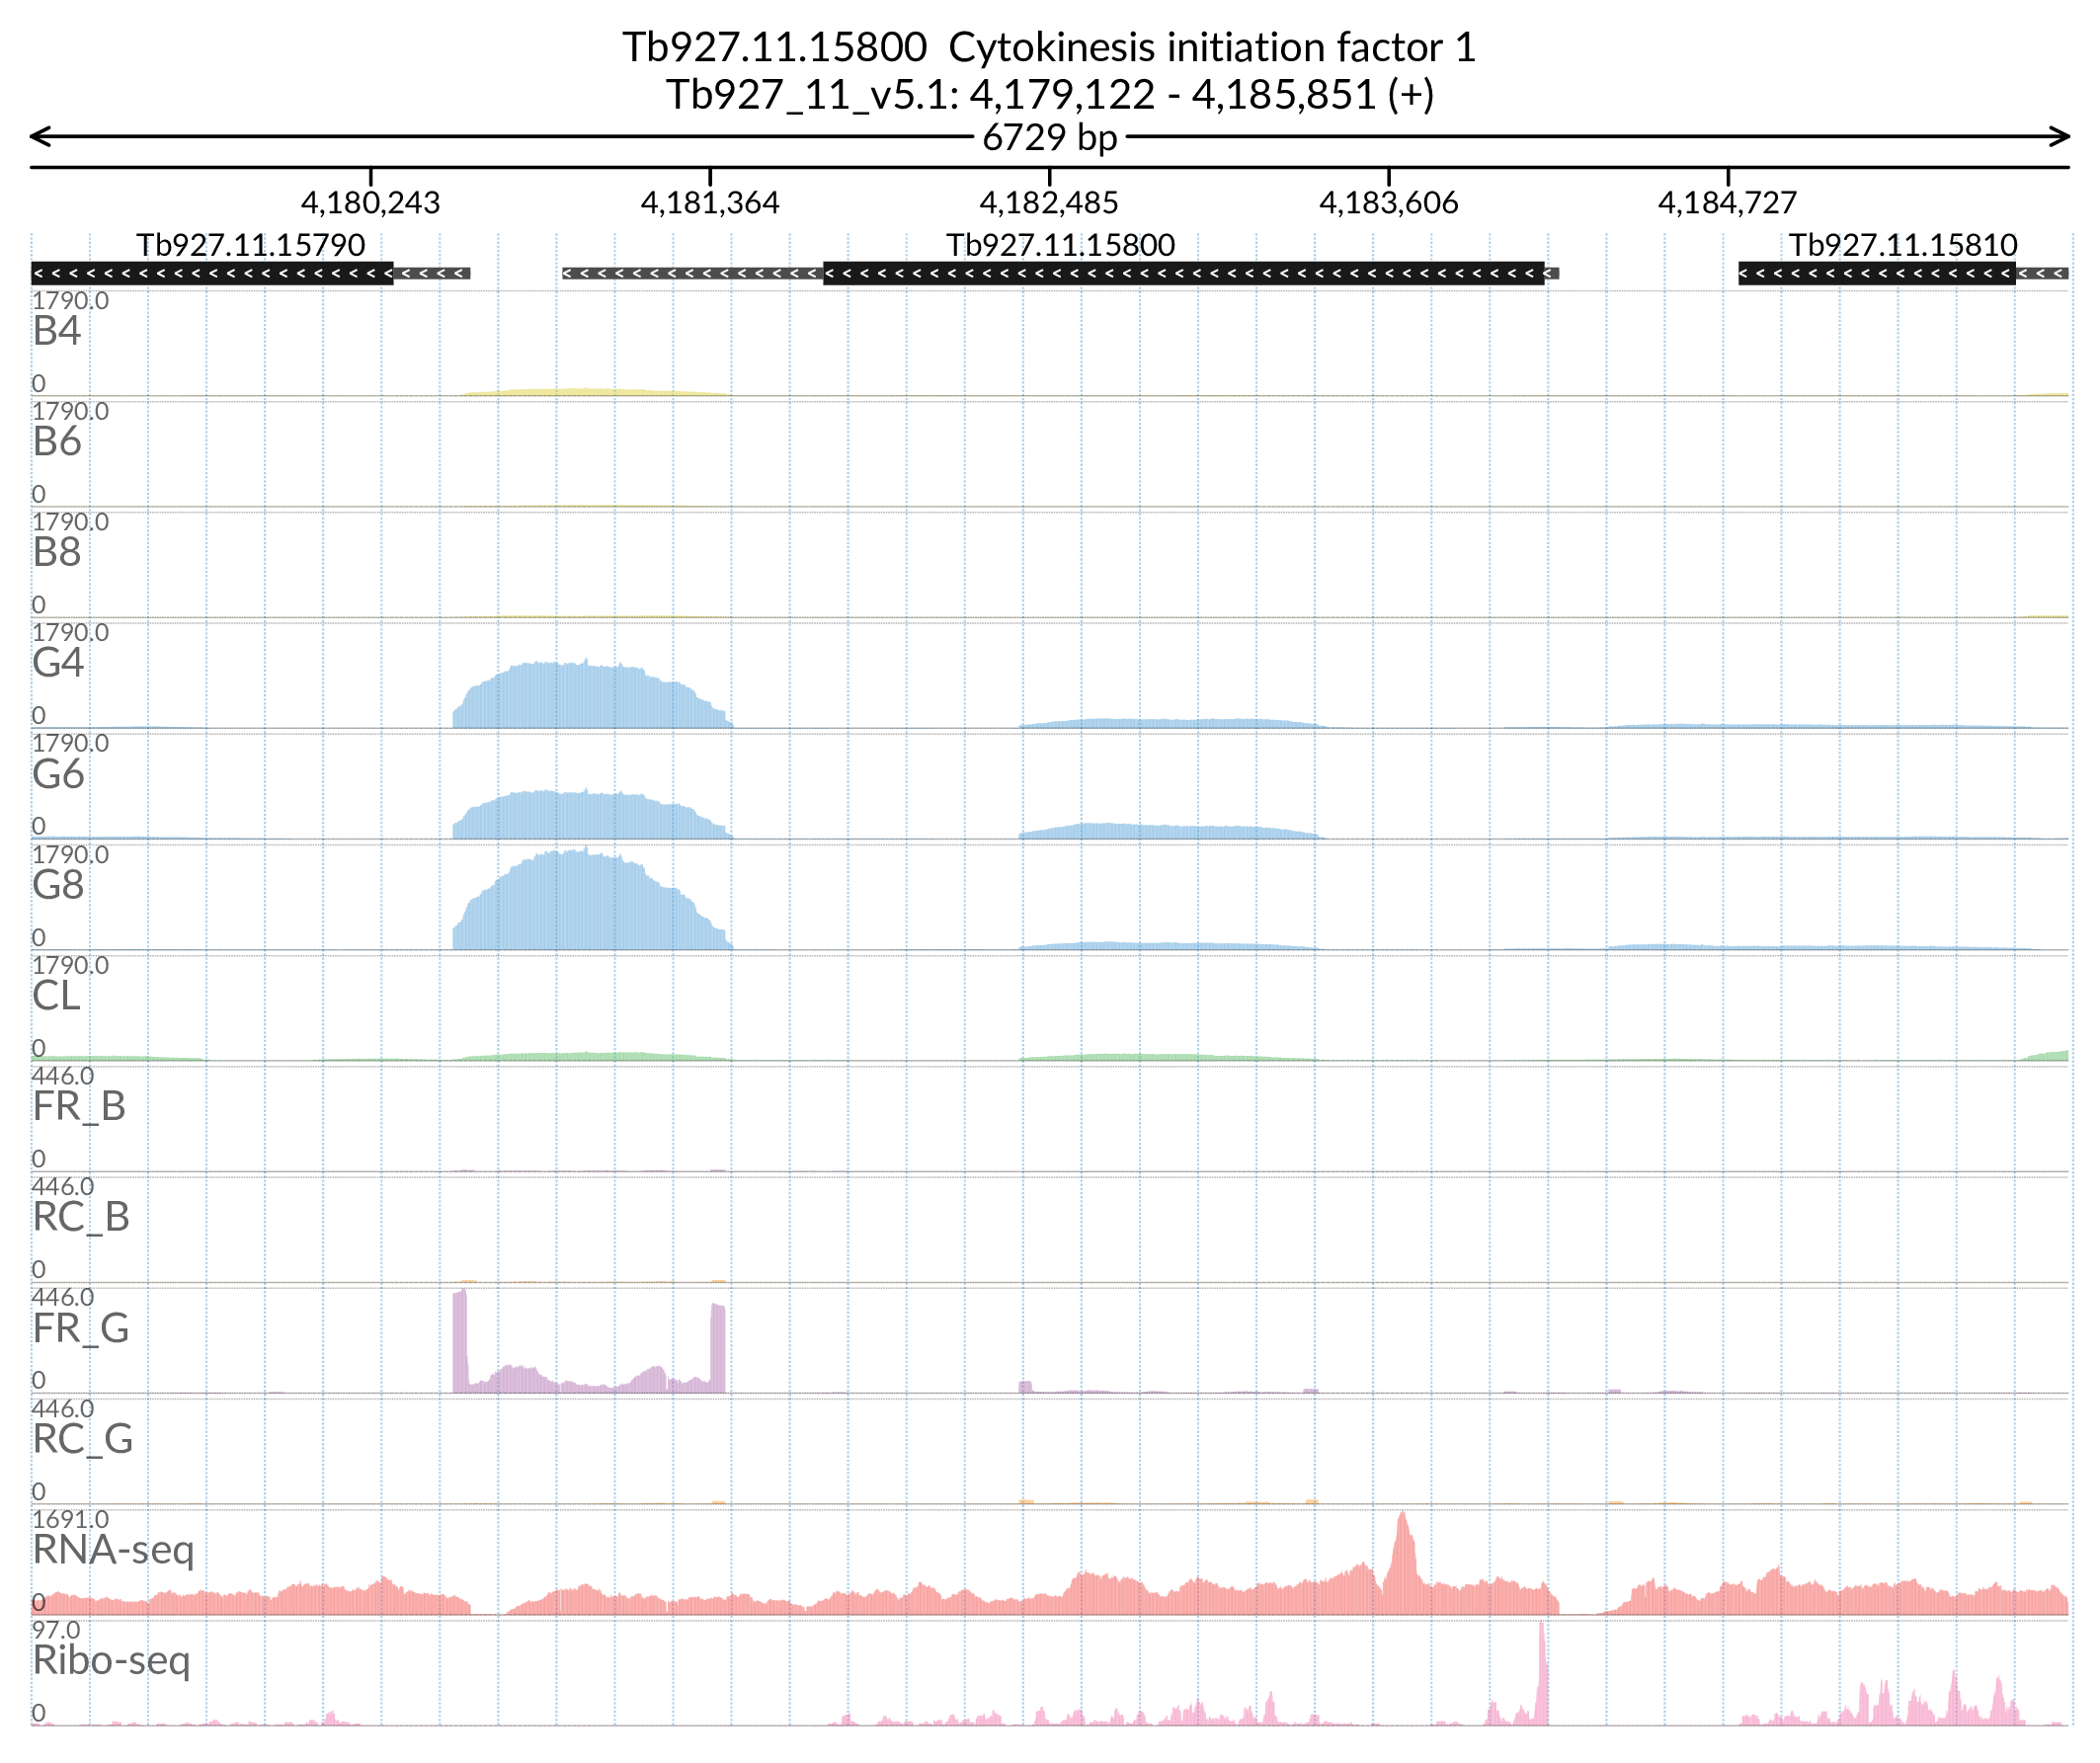 Tb927.11.15800 Cytokinesis initiation factor 1
Tb927_11_v5.1: 4,179,122 - 4,185,851 (+)
6729 bp
4,180,243 4,181,364 4,182,485 4,183,606 4,184,727
Tb927.11.15790 Tb927.11.15800 Tb927.11.15810
1790.0
B4
0
1790.0
B6
0
1790.0
B8
0
1790.0
G4
0
1790.0
G6
0
1790.0
G8
0
1790.0
CL
0
446.0
FR_B
0
446.0
RC_B
0
446.0
FR_G
0
446.0
RC_G
0
1691.0
RNA-seq
0
97.0
Ribo-seq
0